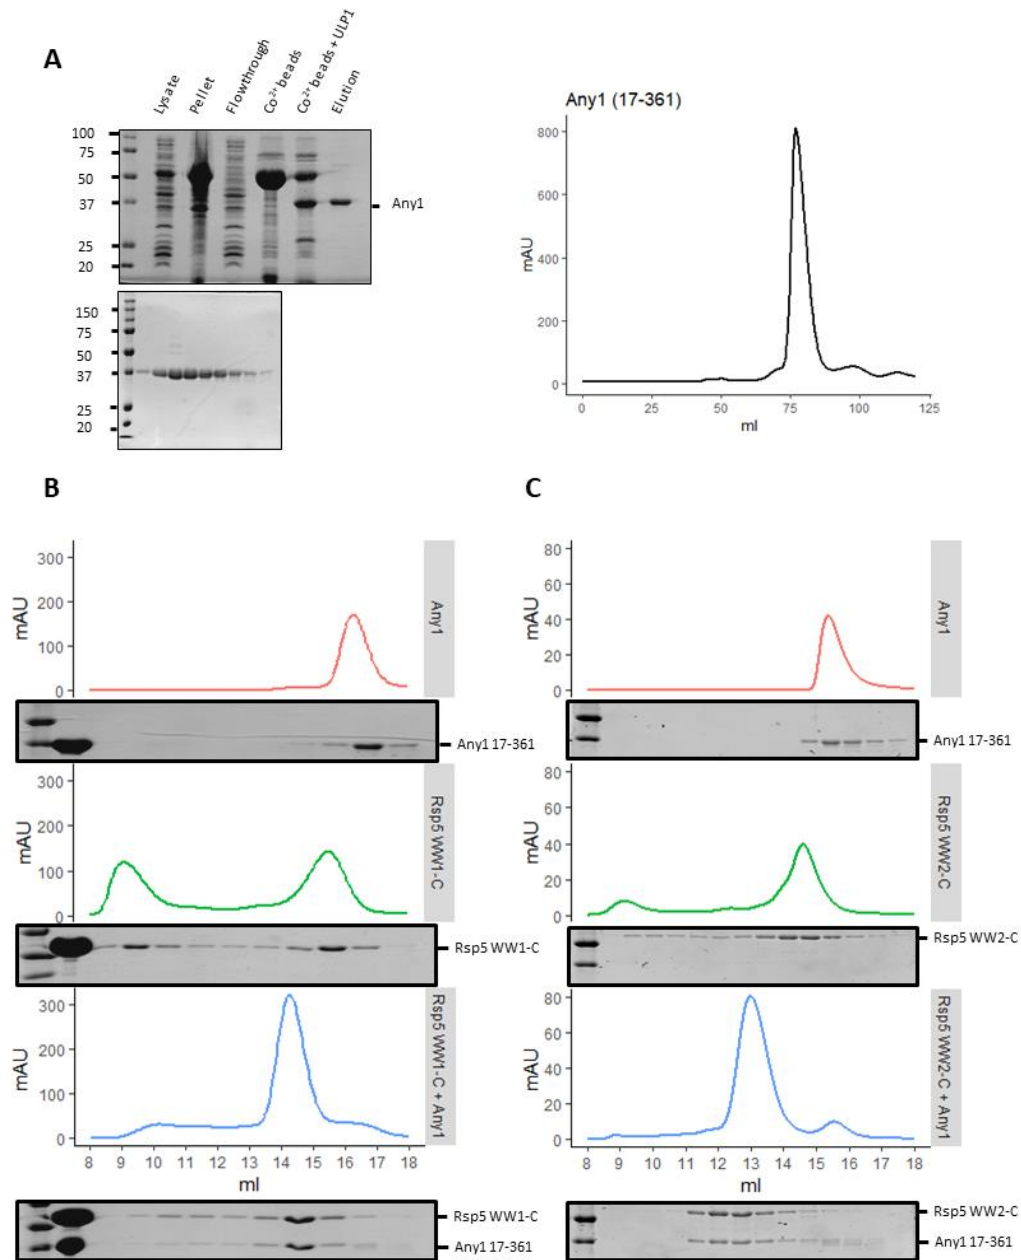 A
Lysate
Pellet
Flowthrough
Co²⁺ beads
Co²⁺ beads + ULP1
Elution
100
75
50
37
25
20
Any1
150
75
50
37
25
20
Any1 (17-361)
mAU
800
600
400
200
0
0 25 50 75 100 125
ml
B
mAU
300
200
100
0
Any1
Any1 17-361
mAU
300
200
100
0
Rsp5 WW1-C
Rsp5 WW1-C
mAU
300
200
100
0
Rsp5 WW1-C + Any1
8 9 10 11 12 13 14 15 16 17 18
ml
Rsp5 WW1-C
Any1 17-361
C
mAU
80
60
40
20
0
Any1
Any1 17-361
mAU
80
60
40
20
0
Rsp5 WW2-C
Rsp5 WW2-C
mAU
80
60
40
20
0
Rsp5 WW2-C + Any1
8 9 10 11 12 13 14 15 16 17 18
ml
Rsp5 WW2-C
Any1 17-361